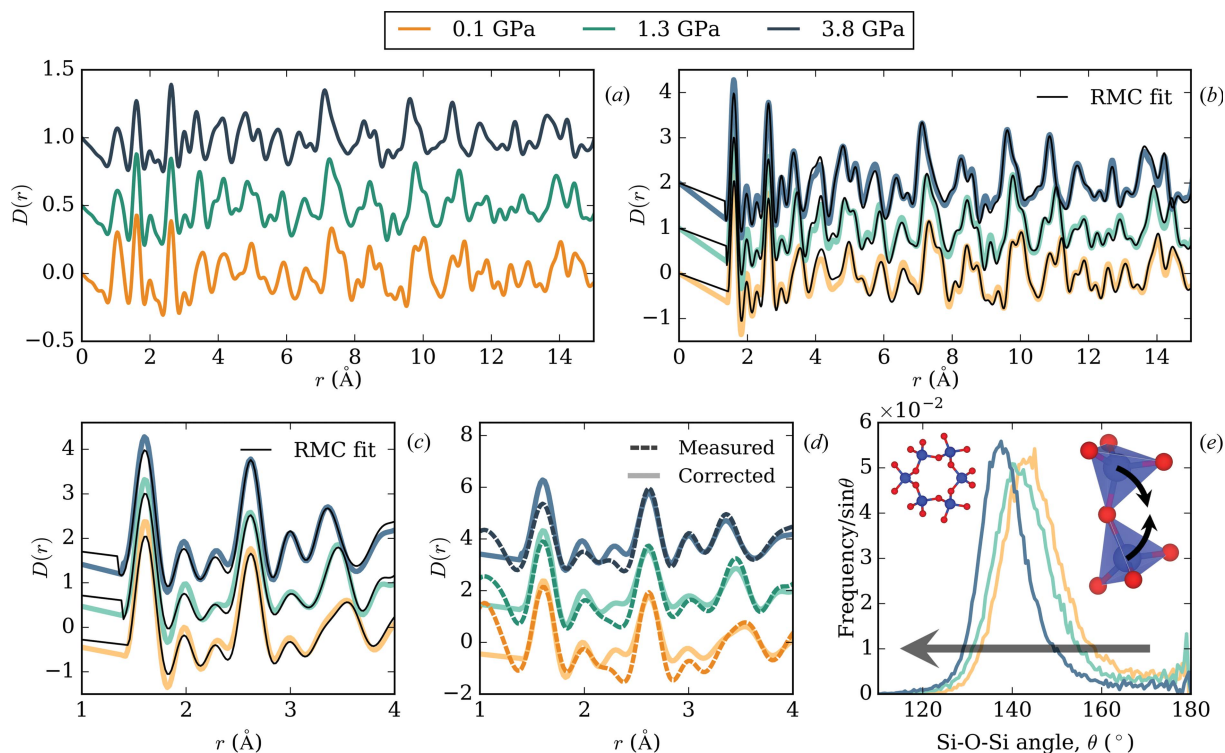 0.1 GPa 1.3 GPa 3.8 GPa
(a)
D(r)
1.5
1.0
0.5
0.0
−0.5
0 2 4 6 8 10 12 14
r (Å)
(b)
RMC fit
D(r)
4
3
2
1
0
−1
0 2 4 6 8 10 12 14
r (Å)
(c)
RMC fit
D(r)
4
3
2
1
0
−1
1 2 3 4
r (Å)
(d)
Measured
Corrected
D(r)
8
6
4
2
0
−2
1 2 3 4
r (Å)
(e)
×10⁻²
Frequency/sinθ
6
5
4
3
2
1
0
120 140 160 180
Si-O-Si angle, θ (°)